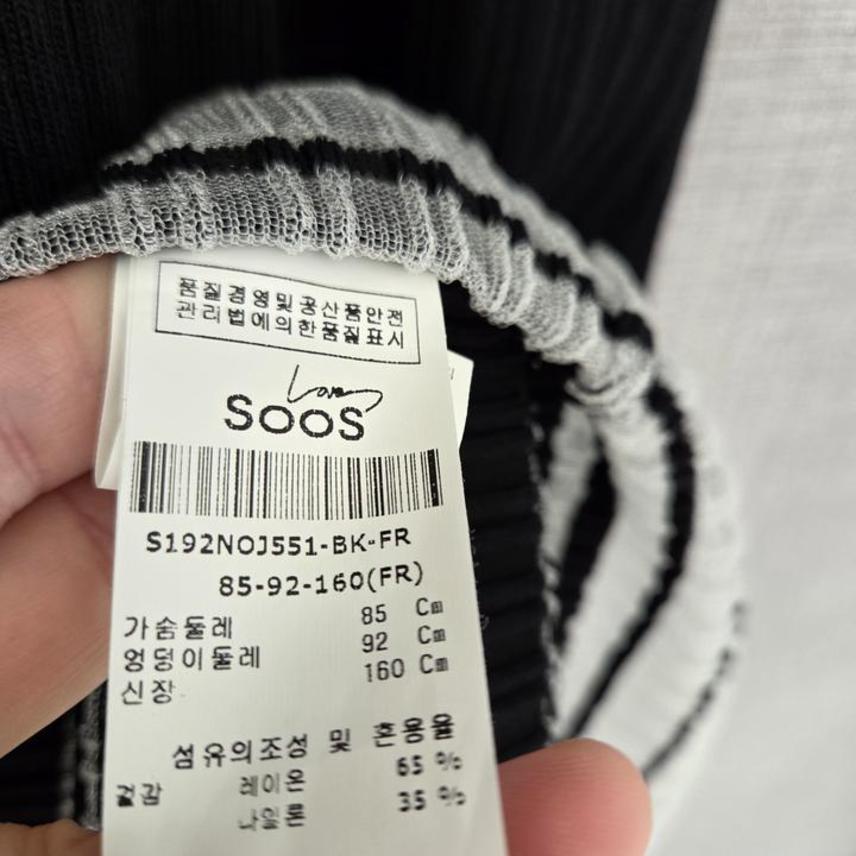 품질경영및공산품안전
관리법에의한품질표시
Love
SOOS
S192NOJ551-BK-FR
85-92-160(FR)
가슴둘레 85 Cm
엉덩이둘레 92 Cm
신장 160 Cm
섬유의조성 및 혼용율
겉감 레이온 65 %
나일론 35 %